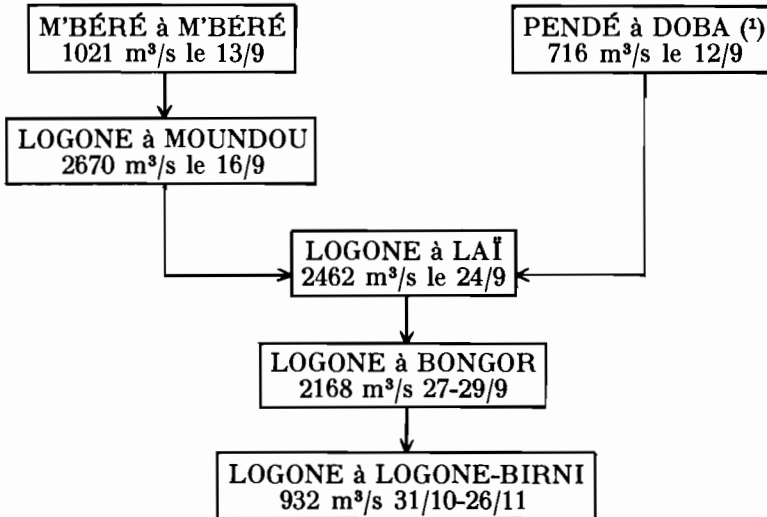 M'BÉRÉ à M'BÉRÉ
1021 m³/s le 13/9
PENDÉ à DOBA (¹)
716 m³/s le 12/9
LOGONE à MOUNDOU
2670 m³/s le 16/9
LOGONE à LAÏ
2462 m³/s le 24/9
LOGONE à BONGOR
2168 m³/s 27-29/9
LOGONE à LOGONE-BIRNI
932 m³/s 31/10-26/11